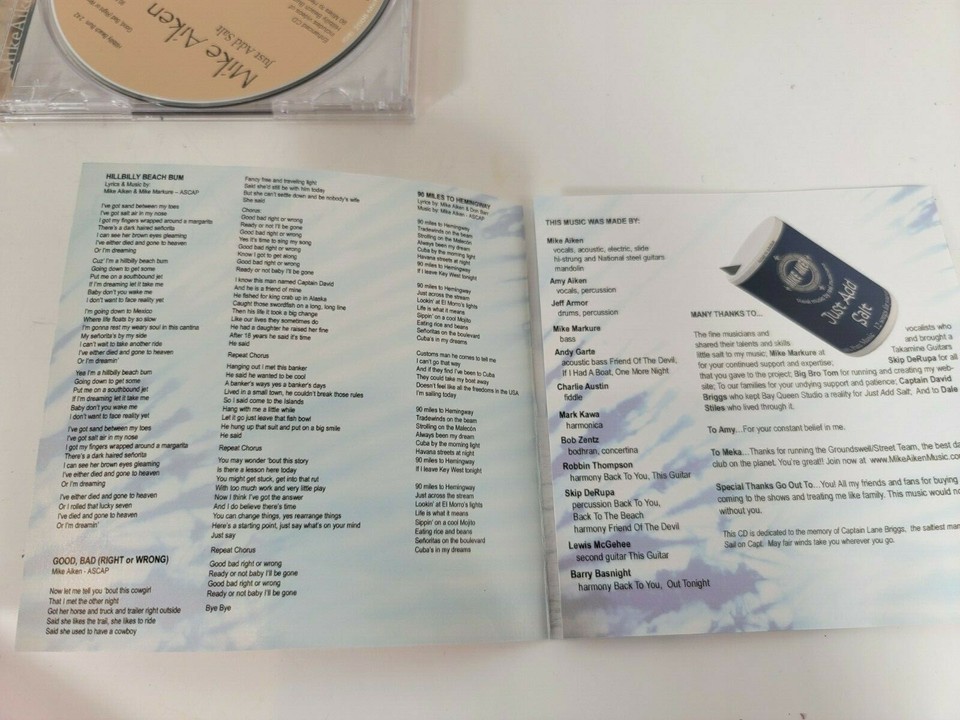 MikeAiken
Mike Aiken
Just Add Salt
Enhanced CD
Hillbilly Beach Bum 2:42
HILLBILLY BEACH BUM
Lyrics & Music by:
Mike Aiken & Mike Markure – ASCAP
I've got sand between my toes
I've got salt air in my nose
I got my fingers wrapped around a margarita
There's a dark haired señorita
I can see her brown eyes gleaming
I've either died and gone to heaven
Or I'm dreaming
Cuz' I'm a hillbilly beach bum
Going down to get some
Put me on a southbound jet
If I'm dreaming let it take me
Baby don't you wake me
I don't want to face reality yet
I'm going down to Mexico
Where life floats by so slow
I'm gonna rest my weary soul in this cantina
My señorita's by my side
I can't wait to take another ride
I've either died gone to heaven
Or I'm dreamin'
Yes I'm a hillbilly beach bum
Going down to get some
Put me on a southbound jet
If I'm dreaming let it take me
Baby don't you wake me
I don't want to face reality yet
I've got sand between my toes
I've got salt air in my nose
I got my fingers wrapped around a margarita
There's a dark haired señorita
I can see her brown eyes gleaming
I've either died and gone to heaven
Or I'm dreaming
I've either died and gone to heaven
Or I rolled that lucky seven
I've died and gone to heaven
Or I'm dreamin'
GOOD, BAD (RIGHT or WRONG)
Mike Aiken - ASCAP
Now let me tell you 'bout this cowgirl
That I met the other night
Got her horse and truck and trailer right outside
Said she likes the trail, she likes to ride
Said she used to have a cowboy
Fancy free and traveling light
Said she'd still be with him today
But she can't settle down and be nobody's wife
She said
Chorus:
Good bad right or wrong
Ready or not I'll be gone
Good bad right or wrong
Yes it's time to sing my song
Good bad right or wrong
Know I got to get along
Good bad right or wrong
Ready or not baby I'll be gone
I know this man named Captain David
And he is a friend of mine
He fished for king crab up in Alaska
Caught those swordfish on a long, long line
Then his life it took a big change
Like our lives they sometimes do
He had a daughter he raised her fine
After 16 years he said it's time
He said
Repeat Chorus
Hanging out I met this banker
He said he wanted to be cool
A banker's ways yes a banker's days
Lived in a small town, he couldn't break those rules
So I said come to the Islands
Hang with me a little while
Let it go just leave that fish bowl
He hung up that suit and put on a big smile
He said
Repeat Chorus
You may wonder 'bout this story
Is there a lesson here today
You might get stuck, get into that rut
With too much work and very little play
Now I think I've got the answer
And I do believe there's time
You can change things, yes rearrange things
Here's a starting point, just say what's on your mind
Just say
Repeat Chorus
Good bad right or wrong
Ready or not baby I'll be gone
Good bad right or wrong
Ready or not baby I'll be gone
Bye Bye
90 MILES TO HEMINGWAY
Lyrics by: Mike Aiken &
Music by: Mike Aiken - ASCAP
90 miles to Hemingway
Tradewinds on the beam
Strolling on the Malecón
Always been my dream
Cuba by the morning light
Havana streets at night
90 miles to Hemingway
If I leave Key West tonight
90 miles to Hemingway
Just across the stream
Lookin' at El Morro's lights
Life is what it means
Sippin' on a cool Mojito
Eating rice and beans
Señoritas on the boulevard
Cuba's in my dreams
Customs man he comes to tell me
I can't go that way
And if they find I've been to Cuba
They could take my boat away
Doesn't feel like all the freedoms in the USA
I'm sailing today
90 miles to Hemingway
Tradewinds on the beam
Strolling on the Malecón
Always been my dream
Cuba by the morning light
Havana streets at night
90 miles to Hemingway
If I leave Key West tonight
90 miles to Hemingway
Just across the stream
Lookin' at El Morro's lights
Life is what it means
Sippin' on a cool Mojito
Eating rice and beans
Señoritas on the boulevard
Cuba's in my dreams
THIS MUSIC WAS MADE BY:
Mike Aiken
vocals, acoustic, electric, slide
hi-strung and National steel guitars
mandolin
Amy Aiken
vocals, percussion
Jeff Armor
drums, percussion
Mike Markure
bass
Andy Garte
acoustic bass Friend Of The Devil,
If I Had A Boat, One More Night
Charlie Austin
fiddle
Mark Kawa
harmonica
Bob Zentz
bodhran, concertina
Robbin Thompson
harmony Back To You, This Guitar
Skip DeRupa
percussion Back To You,
Back To The Beach
harmony Friend Of The Devil
Lewis McGehee
second guitar This Guitar
Barry Basnight
harmony Back To You, Out Tonight
Just Add
Salt
MANY THANKS TO...
The fine musicians and vocalists who
shared their talents and skills and brought a
little salt to my music; Mike Markure at Takamine Guitars
for your continued support and expertise; Skip DeRupa for all
that you gave to the project; Big Bro Tom for running and creating my web-
site; To our families for your undying support and patience; Captain David
Briggs who kept Bay Queen Studio a reality for Just Add Salt, And to Dale
Stiles who lived through it.
To Amy...For your constant belief in me.
To Meka...Thanks for running the Groundswell/Street Team, the best
club on the planet. You're great!! Join now at www.MikeAikenMusic.
Special Thanks Go Out To...You! All my friends and fans for buying
coming to the shows and treating me like family. This music would
without you.
This CD is dedicated to the memory of Captain Lane Briggs, the saltiest
Sail on Capt. May fair winds take you wherever you go.